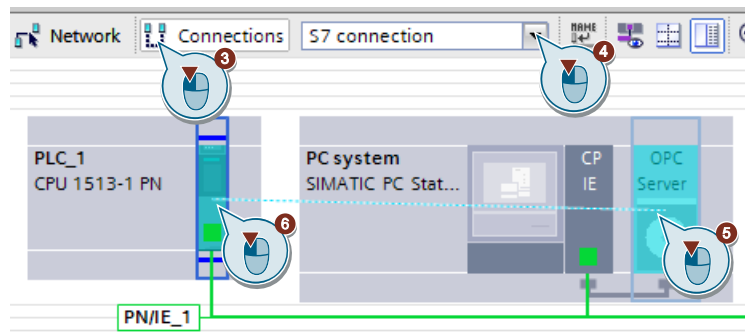 Network
Connections
S7 connection
NAME
3
4
PLC_1
CPU 1513-1 PN
PC system
SIMATIC PC Stat...
CP
IE
OPC
Server
6
5
PN/IE_1